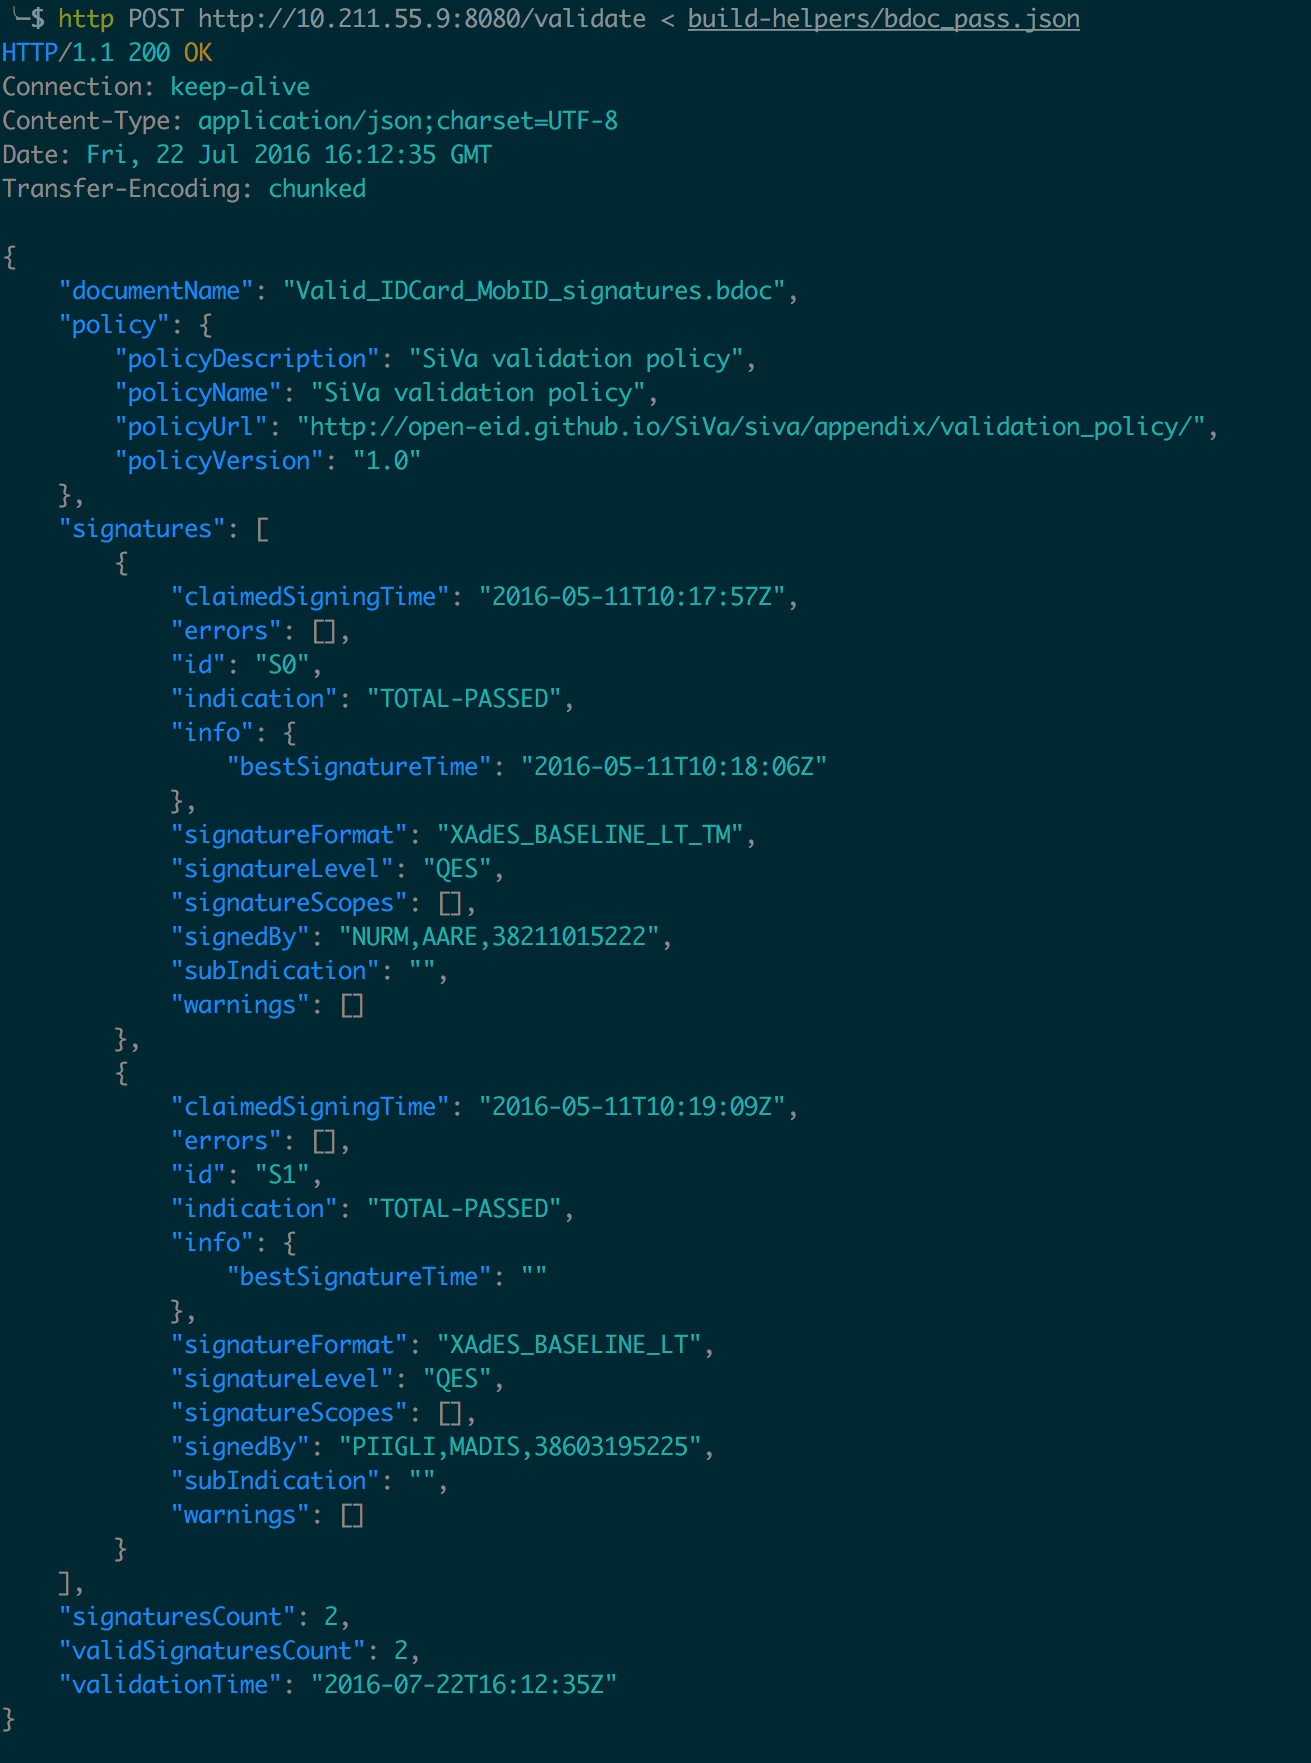 ╰─$ http POST http://10.211.55.9:8080/validate < build-helpers/bdoc_pass.json
HTTP/1.1 200 OK
Connection: keep-alive
Content-Type: application/json;charset=UTF-8
Date: Fri, 22 Jul 2016 16:12:35 GMT
Transfer-Encoding: chunked

{
    "documentName": "Valid_IDCard_MobID_signatures.bdoc",
    "policy": {
        "policyDescription": "SiVa validation policy",
        "policyName": "SiVa validation policy",
        "policyUrl": "http://open-eid.github.io/SiVa/siva/appendix/validation_policy/",
        "policyVersion": "1.0"
    },
    "signatures": [
        {
            "claimedSigningTime": "2016-05-11T10:17:57Z",
            "errors": [],
            "id": "S0",
            "indication": "TOTAL-PASSED",
            "info": {
                "bestSignatureTime": "2016-05-11T10:18:06Z"
            },
            "signatureFormat": "XAdES_BASELINE_LT_TM",
            "signatureLevel": "QES",
            "signatureScopes": [],
            "signedBy": "NURM,AARE,38211015222",
            "subIndication": "",
            "warnings": []
        },
        {
            "claimedSigningTime": "2016-05-11T10:19:09Z",
            "errors": [],
            "id": "S1",
            "indication": "TOTAL-PASSED",
            "info": {
                "bestSignatureTime": ""
            },
            "signatureFormat": "XAdES_BASELINE_LT",
            "signatureLevel": "QES",
            "signatureScopes": [],
            "signedBy": "PIIGLI,MADIS,38603195225",
            "subIndication": "",
            "warnings": []
        }
    ],
    "signaturesCount": 2,
    "validSignaturesCount": 2,
    "validationTime": "2016-07-22T16:12:35Z"
}